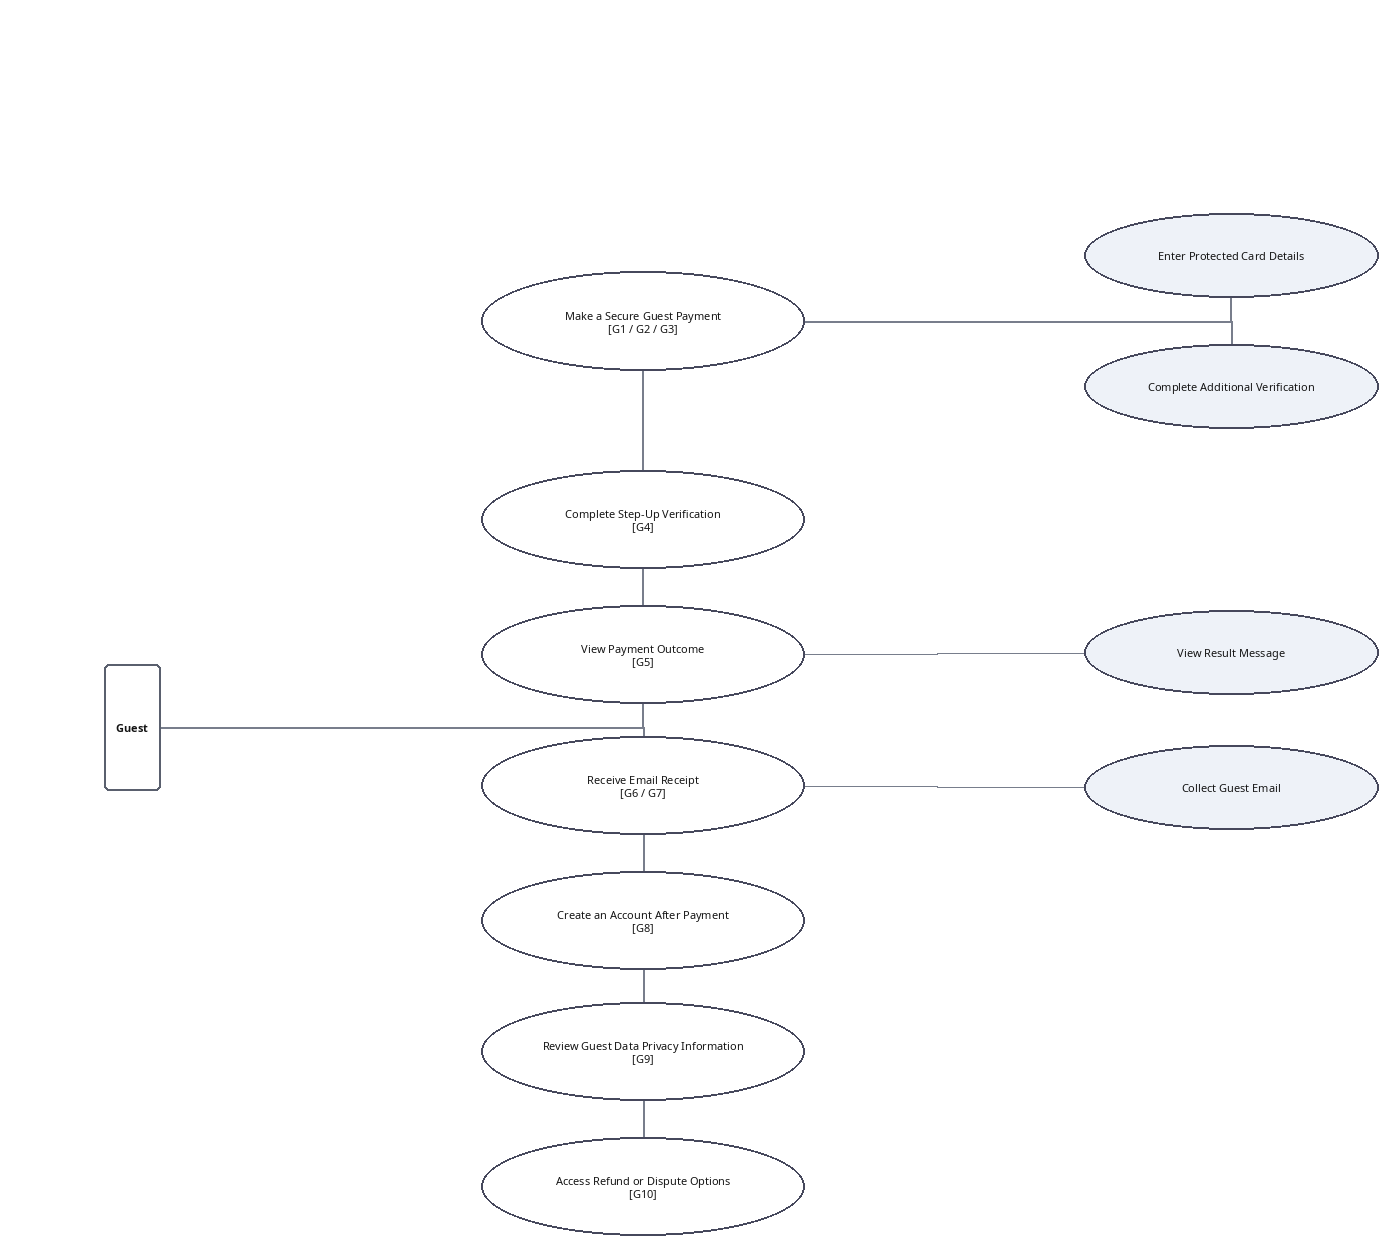 Enter Protected Card Details
Make a Secure Guest Payment
[G1 / G2 / G3]
Complete Additional Verification
Complete Step-Up Verification
[G4]
View Payment Outcome
[G5]
View Result Message
Guest
Receive Email Receipt
[G6 / G7]
Collect Guest Email
Create an Account After Payment
[G8]
Review Guest Data Privacy Information
[G9]
Access Refund or Dispute Options
[G10]